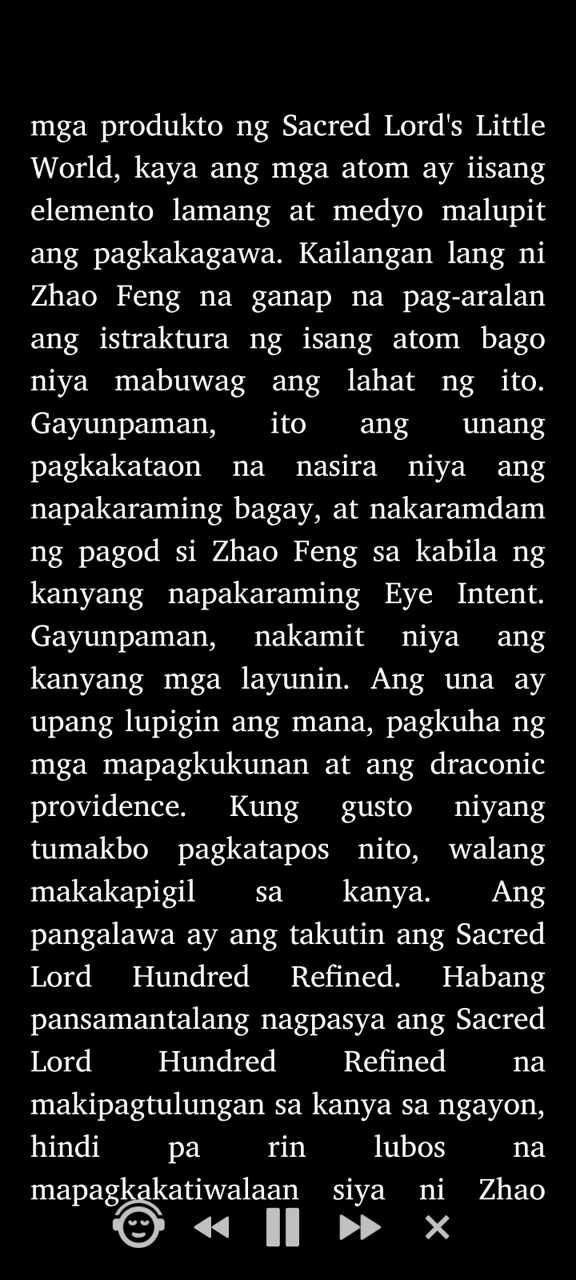 mga produkto ng Sacred Lord's Little
World, kaya ang mga atom ay iisang
elemento lamang at medyo malupit
ang pagkakagawa. Kailangan lang ni
Zhao Feng na ganap na pag-aralan
ang istraktura ng isang atom bago
niya mabuwag ang lahat ng ito.
Gayunpaman, ito ang unang
pagkakataon na nasira niya ang
napakaraming bagay, at nakaramdam
ng pagod si Zhao Feng sa kabila ng
kanyang napakaraming Eye Intent.
Gayunpaman, nakamit niya ang
kanyang mga layunin. Ang una ay
upang lupigin ang mana, pagkuha ng
mga mapagkukunan at ang draconic
providence. Kung gusto niyang
tumakbo pagkatapos nito, walang
makakapigil sa kanya. Ang
pangalawa ay ang takutin ang Sacred
Lord Hundred Refined. Habang
pansamantalang nagpasya ang Sacred
Lord Hundred Refined na
makipagtulungan sa kanya sa ngayon,
hindi pa rin lubos na
mapagkakatiwalaan siya ni Zhao